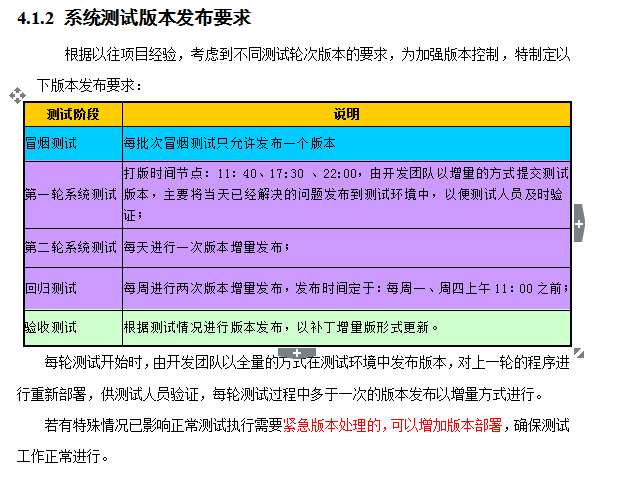 4.1.2 系统测试版本发布要求
根据以往项目经验，考虑到不同测试轮次版本的要求，为加强版本控制，特制定以
下版本发布要求：
测试阶段 说明
冒烟测试 每批次冒烟测试只允许发布一个版本
打版时间节点：11：40、17:30 、22:00，由开发团队以增量的方式提交测试
第一轮系统测试 版本，主要将当天已经解决的问题发布到测试环境中，以便测试人员及时验
证；
第二轮系统测试 每天进行一次版本增量发布；
回归测试 每周进行两次版本增量发布，发布时间定于：每周一、周四上午 11：00 之前；
验收测试 根据测试情况进行版本发布，以补丁增量版形式更新。
每轮测试开始时，由开发团队以全量的方式在测试环境中发布版本，对上一轮的程序进
行重新部署，供测试人员验证，每轮测试过程中多于一次的版本发布以增量方式进行。
若有特殊情况已影响正常测试执行需要紧急版本处理的，可以增加版本部署，确保测试
工作正常进行。